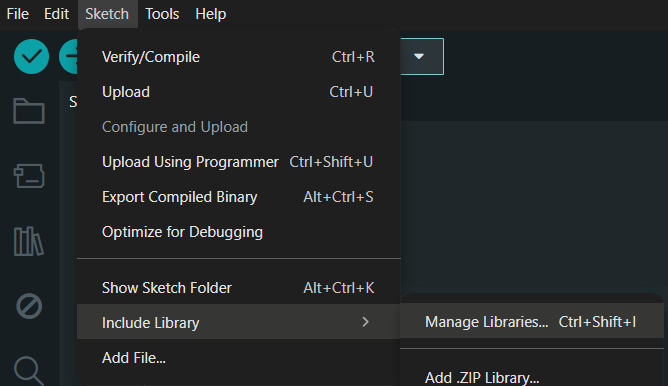 File Edit Sketch Tools Help
Verify/Compile Ctrl+R
Upload Ctrl+U
S
Configure and Upload
Upload Using Programmer Ctrl+Shift+U
Export Compiled Binary Alt+Ctrl+S
Optimize for Debugging
Show Sketch Folder Alt+Ctrl+K
Include Library
Manage Libraries... Ctrl+Shift+I
Add File...
Add .ZIP Library...